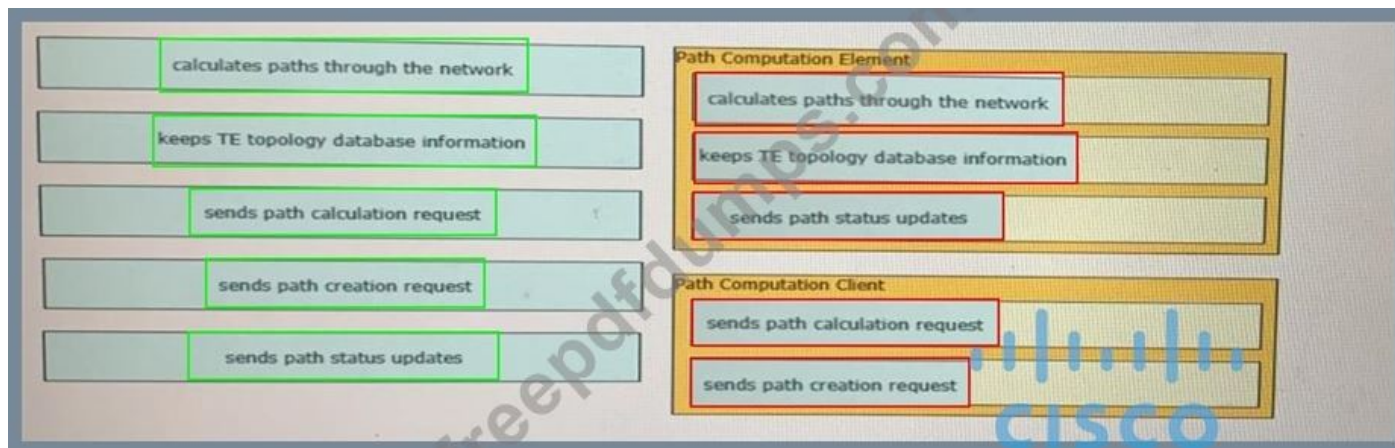 calculates paths through the network
keeps TE topology database information
sends path calculation request
sends path creation request
sends path status updates
Path Computation Element
calculates paths through the network
keeps TE topology database information
sends path status updates
Path Computation Client
sends path calculation request
sends path creation request
CISCO
freepdfdumps.com